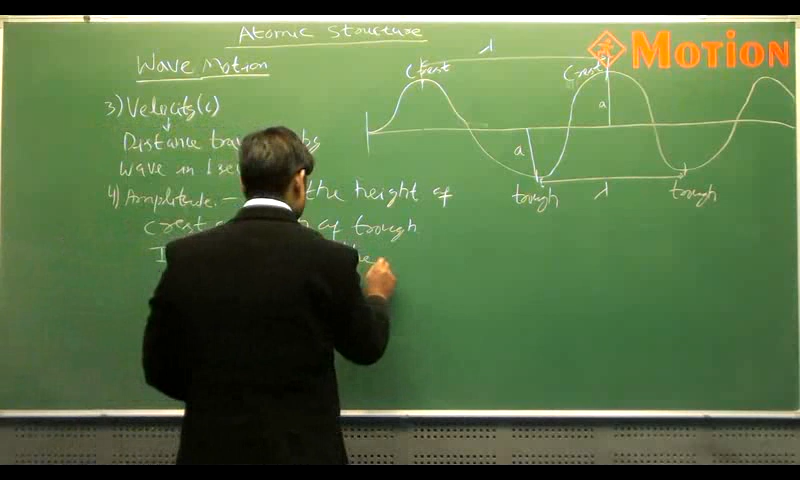 Atomic Structure
Wave Motion
MOTION
λ
Crest
Crest
a
a
trough
λ
trough
3) Velocity(c)
Distance
Wave in 1
4) Amplitude. - the height of
Crest of trough